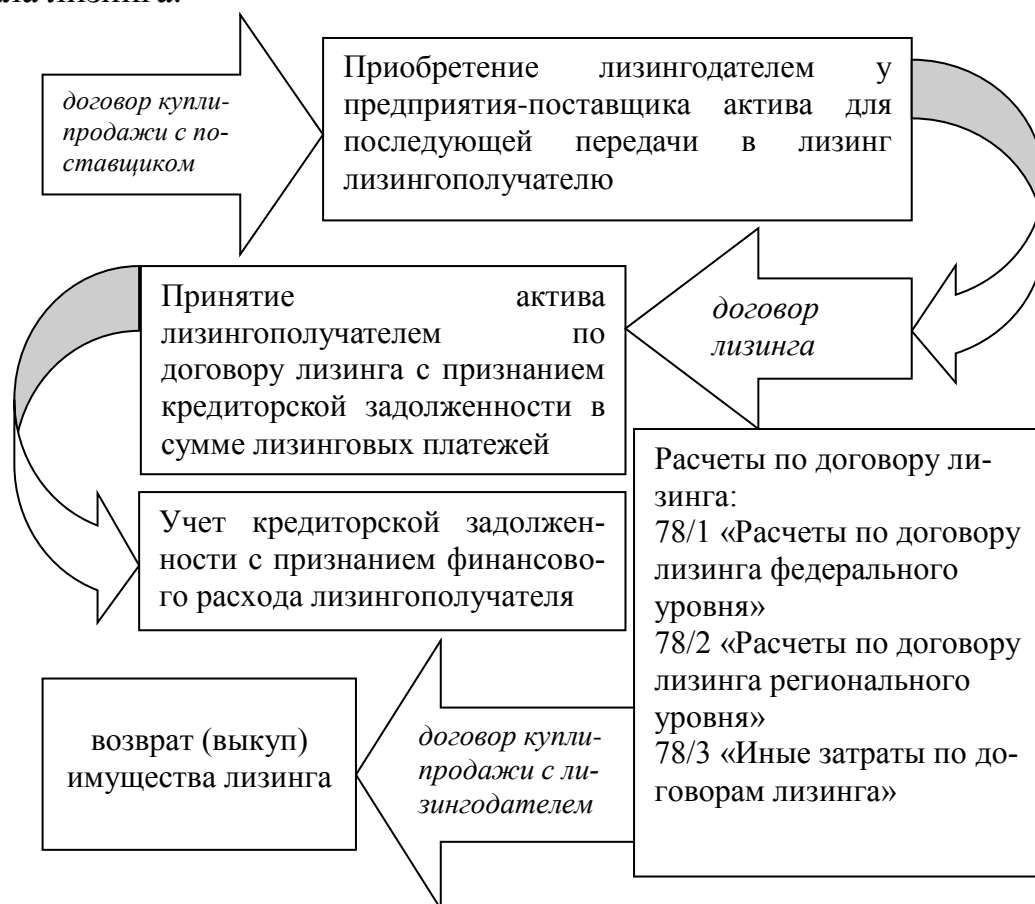 договор купли-
продажи с по-
ставщиком
Приобретение лизингодателем у
предприятия-поставщика актива для
последующей передачи в лизинг
лизингополучателю
договор
лизинга
Принятие актива
лизингополучателем по
договору лизинга с признанием
кредиторской задолженности в
сумме лизинговых платежей
Учет кредиторской задолжен-
ности с признанием финансово-
го расхода лизингополучателя
Расчеты по договору ли-
зинга:
78/1 «Расчеты по договору
лизинга федерального
уровня»
78/2 «Расчеты по договору
лизинга регионального
уровня»
78/3 «Иные затраты по до-
говорам лизинга»
договор купли-
продажи с ли-
зингодателем
возврат (выкуп)
имущества лизинга